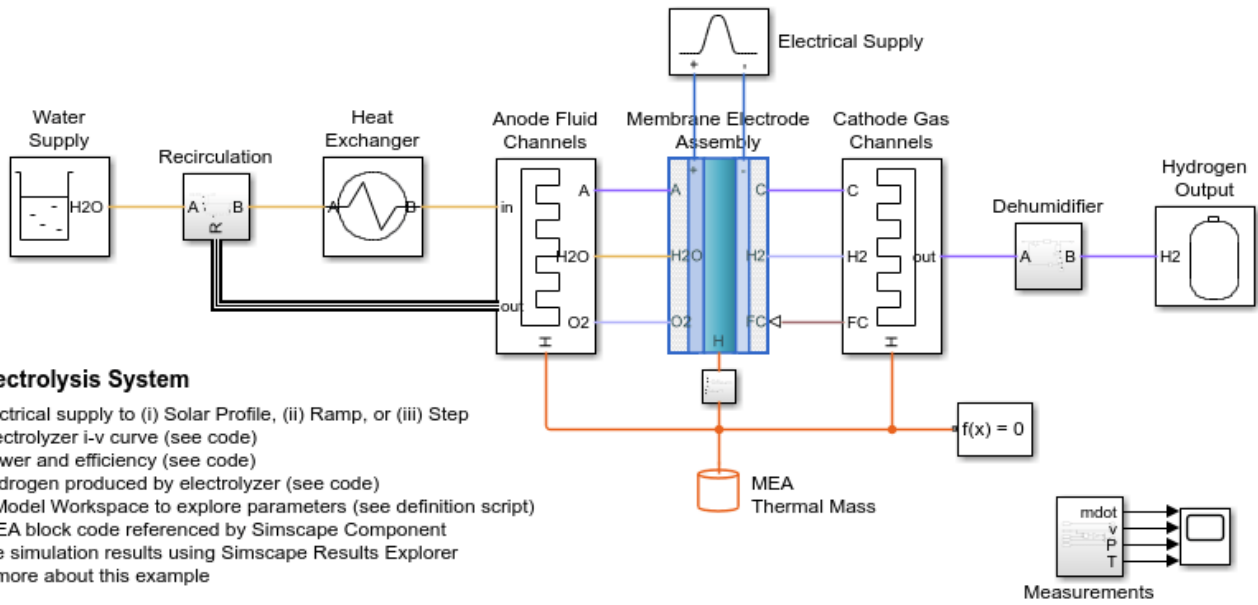 Electrical Supply
+ -
Water
Supply
H2O
Recirculation
A B
R
Heat
Exchanger
A B
Anode Fluid
Channels
A
in
H2O
out
O2
H
Membrane Electrode
Assembly
+ -
A C
H2O H2
O2 FC
H
Cathode Gas
Channels
C
H2
out
FC
H
Dehumidifier
A B
Hydrogen
Output
H2
f(x) = 0
MEA
Thermal Mass
ectrolysis System
ctrical supply to (i) Solar Profile, (ii) Ramp, or (iii) Step
ectrolyzer i-v curve (see code)
wer and efficiency (see code)
drogen produced by electrolyzer (see code)
Model Workspace to explore parameters (see definition script)
EA block code referenced by Simscape Component
e simulation results using Simscape Results Explorer
more about this example
mdot
v
P
T
Measurements